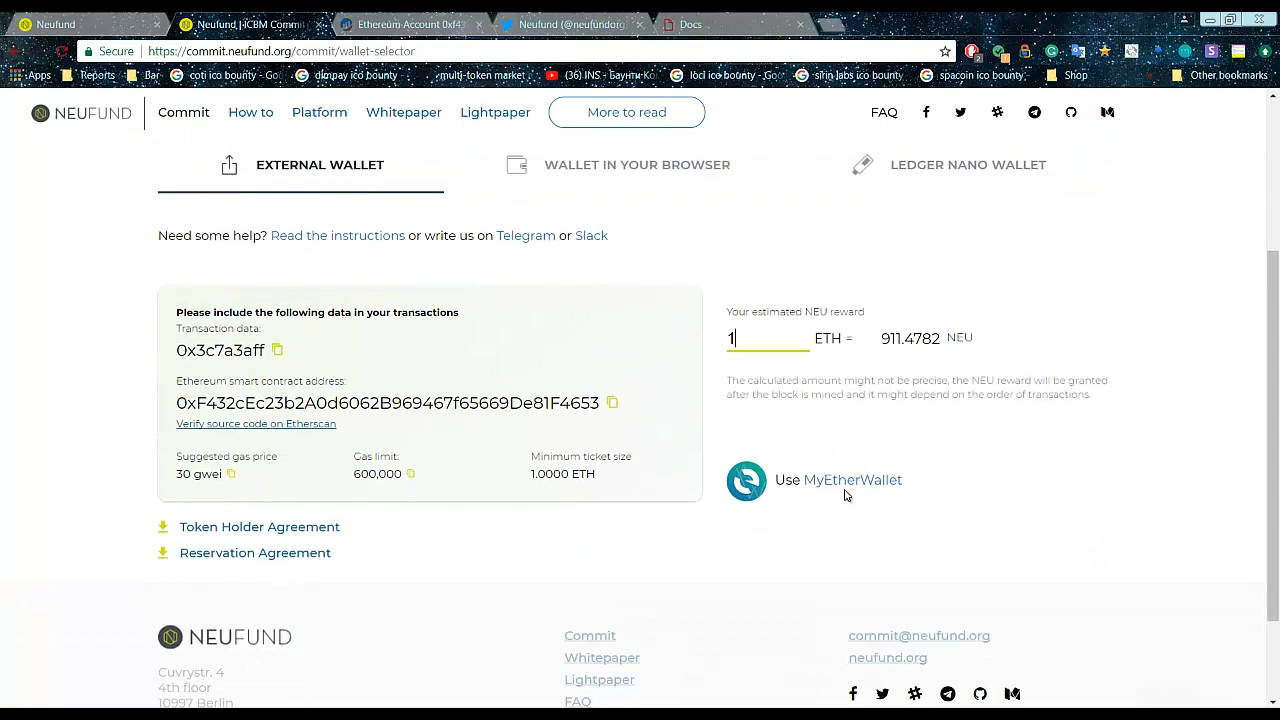 Neufund
Neufund | ICBM Commi
Ethereum Account 0xf43
Neufund (@neufundorg
Docs
Secure
https://commit.neufund.org/commit/wallet-selector
Apps
Reports
Bar
coti ico bounty - Go
dimpay ico bounty
multi-token market
(36) INS -
locl ico bounty - Go
sirin labs ico bounty
spacoin ico bounty
Shop
Other bookmarks
NEUFUND
Commit
How to
Platform
Whitepaper
Lightpaper
More to read
FAQ
EXTERNAL WALLET
WALLET IN YOUR BROWSER
LEDGER NANO WALLET
Need some help? Read the instructions or write us on Telegram or Slack
Please include the following data in your transactions
Transaction data:
0x3c7a3aff
Ethereum smart contract address:
0xF432cEc23b2A0d6062B969467f65669De81F4653
Verify source code on Etherscan
Suggested gas price
30 gwei
Gas limit:
600,000
Minimum ticket size
1.0000 ETH
Your estimated NEU reward
1 ETH = 911.4782 NEU
The calculated amount might not be precise, the NEU reward will be granted
after the block is mined and it might depend on the order of transactions.
Use MyEtherWallet
Token Holder Agreement
Reservation Agreement
NEUFUND
Cuvrystr. 4
4th floor
10997 Berlin
Commit
Whitepaper
Lightpaper
FAQ
commit@neufund.org
neufund.org